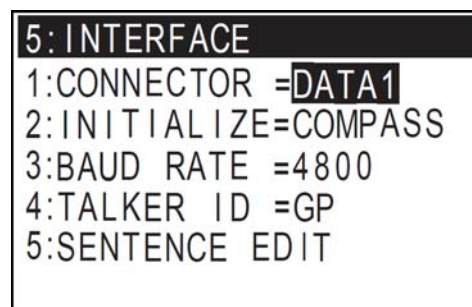 5:INTERFACE
1:CONNECTOR =DATA1
2:INITIALIZE=COMPASS
3:BAUD RATE =4800
4:TALKER ID =GP
5:SENTENCE EDIT